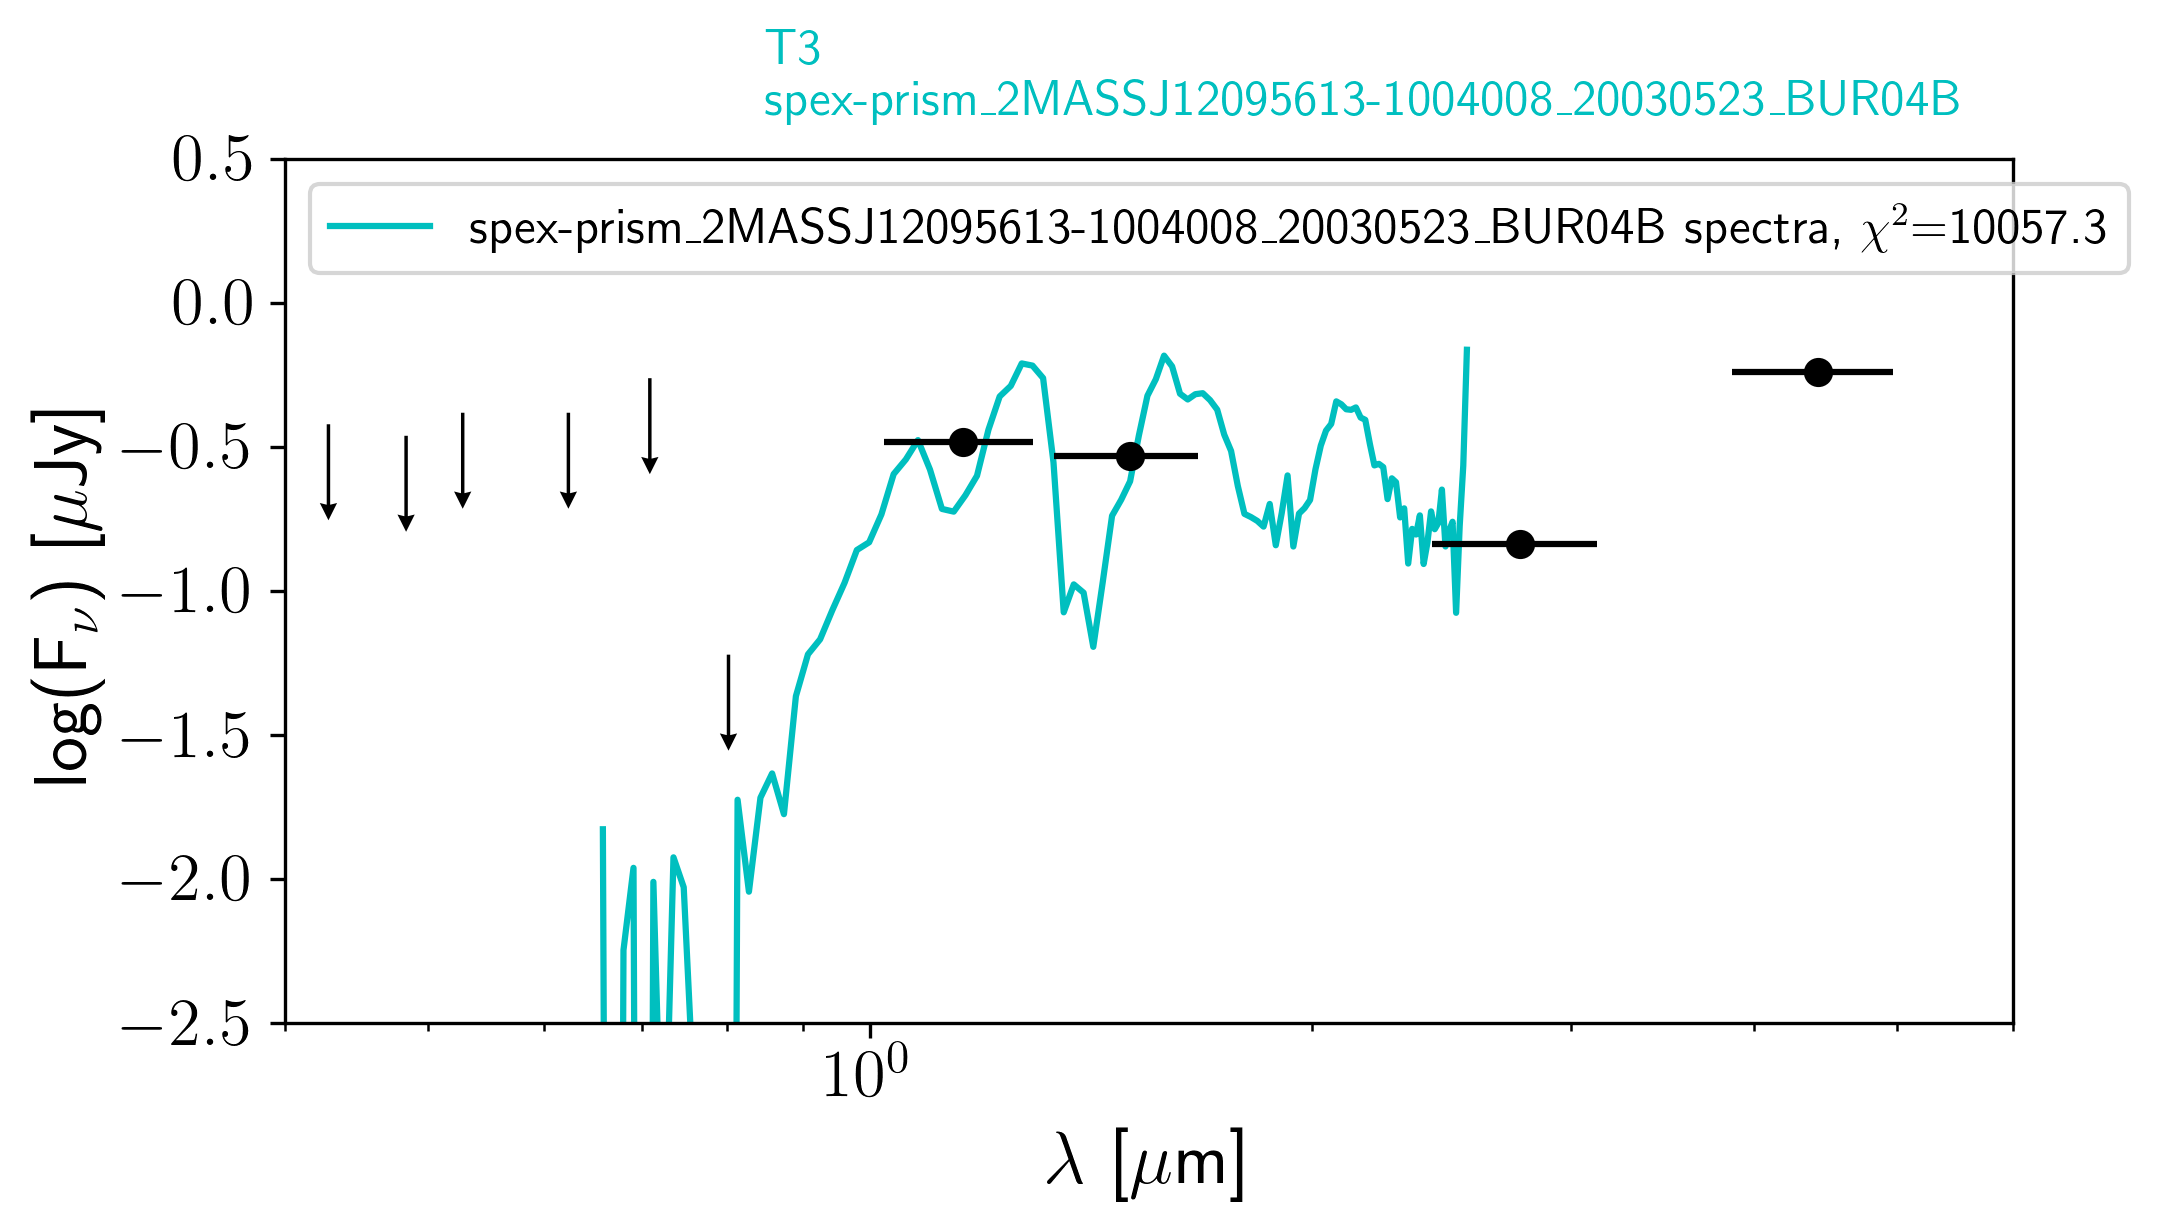 T3
spex-prism_2MASSJ12095613-1004008_20030523_BUR04B
spex-prism_2MASSJ12095613-1004008_20030523_BUR04B spectra, χ²=10057.3
0.5
0.0
−0.5
−1.0
−1.5
−2.0
−2.5
log(Fν) [μJy]
10⁰
λ [μm]